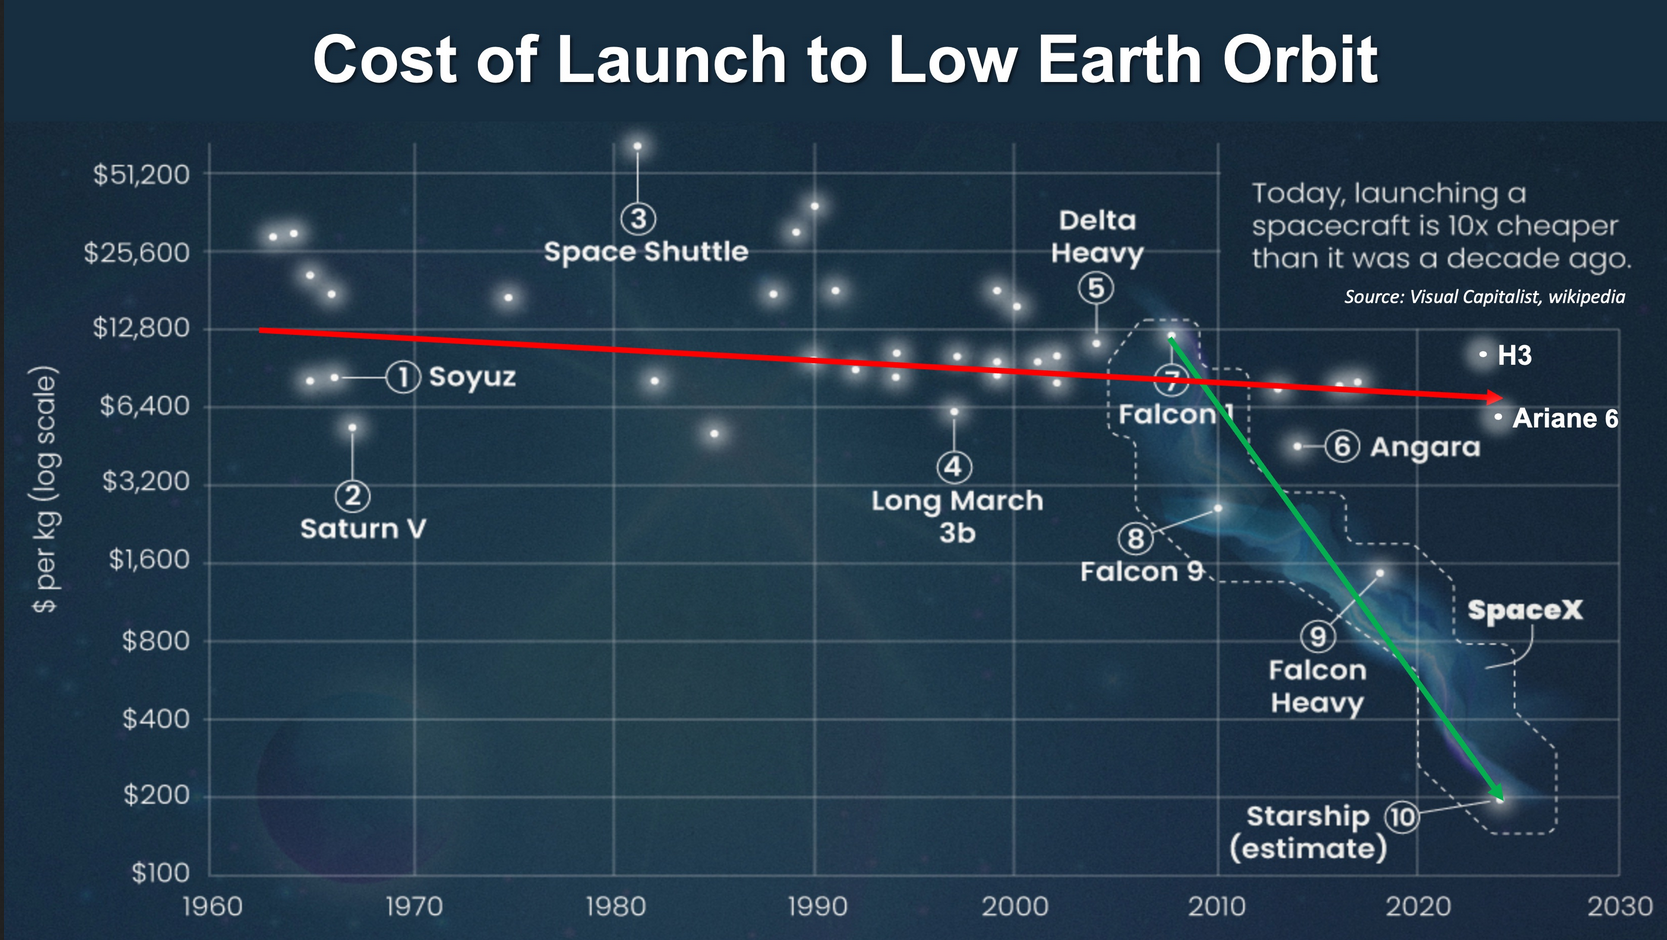 Cost of Launch to Low Earth Orbit
$ per kg (log scale)
$51,200
$25,600
$12,800
$6,400
$3,200
$1,600
$800
$400
$200
$100
1960
1970
1980
1990
2000
2010
2020
2030
Today, launching a
spacecraft is 10x cheaper
than it was a decade ago.
Source: Visual Capitalist, wikipedia
3
Space Shuttle
Delta
Heavy
5
1 Soyuz
2
Saturn V
4
Long March
3b
7
Falcon 1
H3
Ariane 6
6 Angara
8
Falcon 9
9
Falcon
Heavy
SpaceX
Starship 10
(estimate)